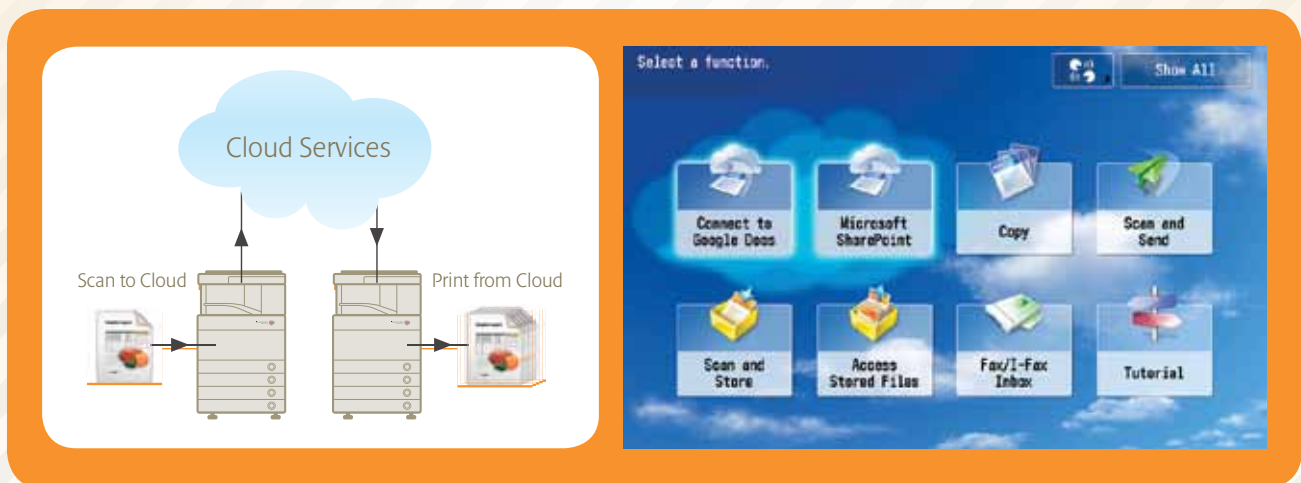 Cloud Services
Scan to Cloud
Print from Cloud
Select a function.
Show All
Connect to
Google Docs
Microsoft
SharePoint
Copy
Scan and
Send
Scan and
Store
Access
Stored Files
Fax/I-Fax
Inbox
Tutorial